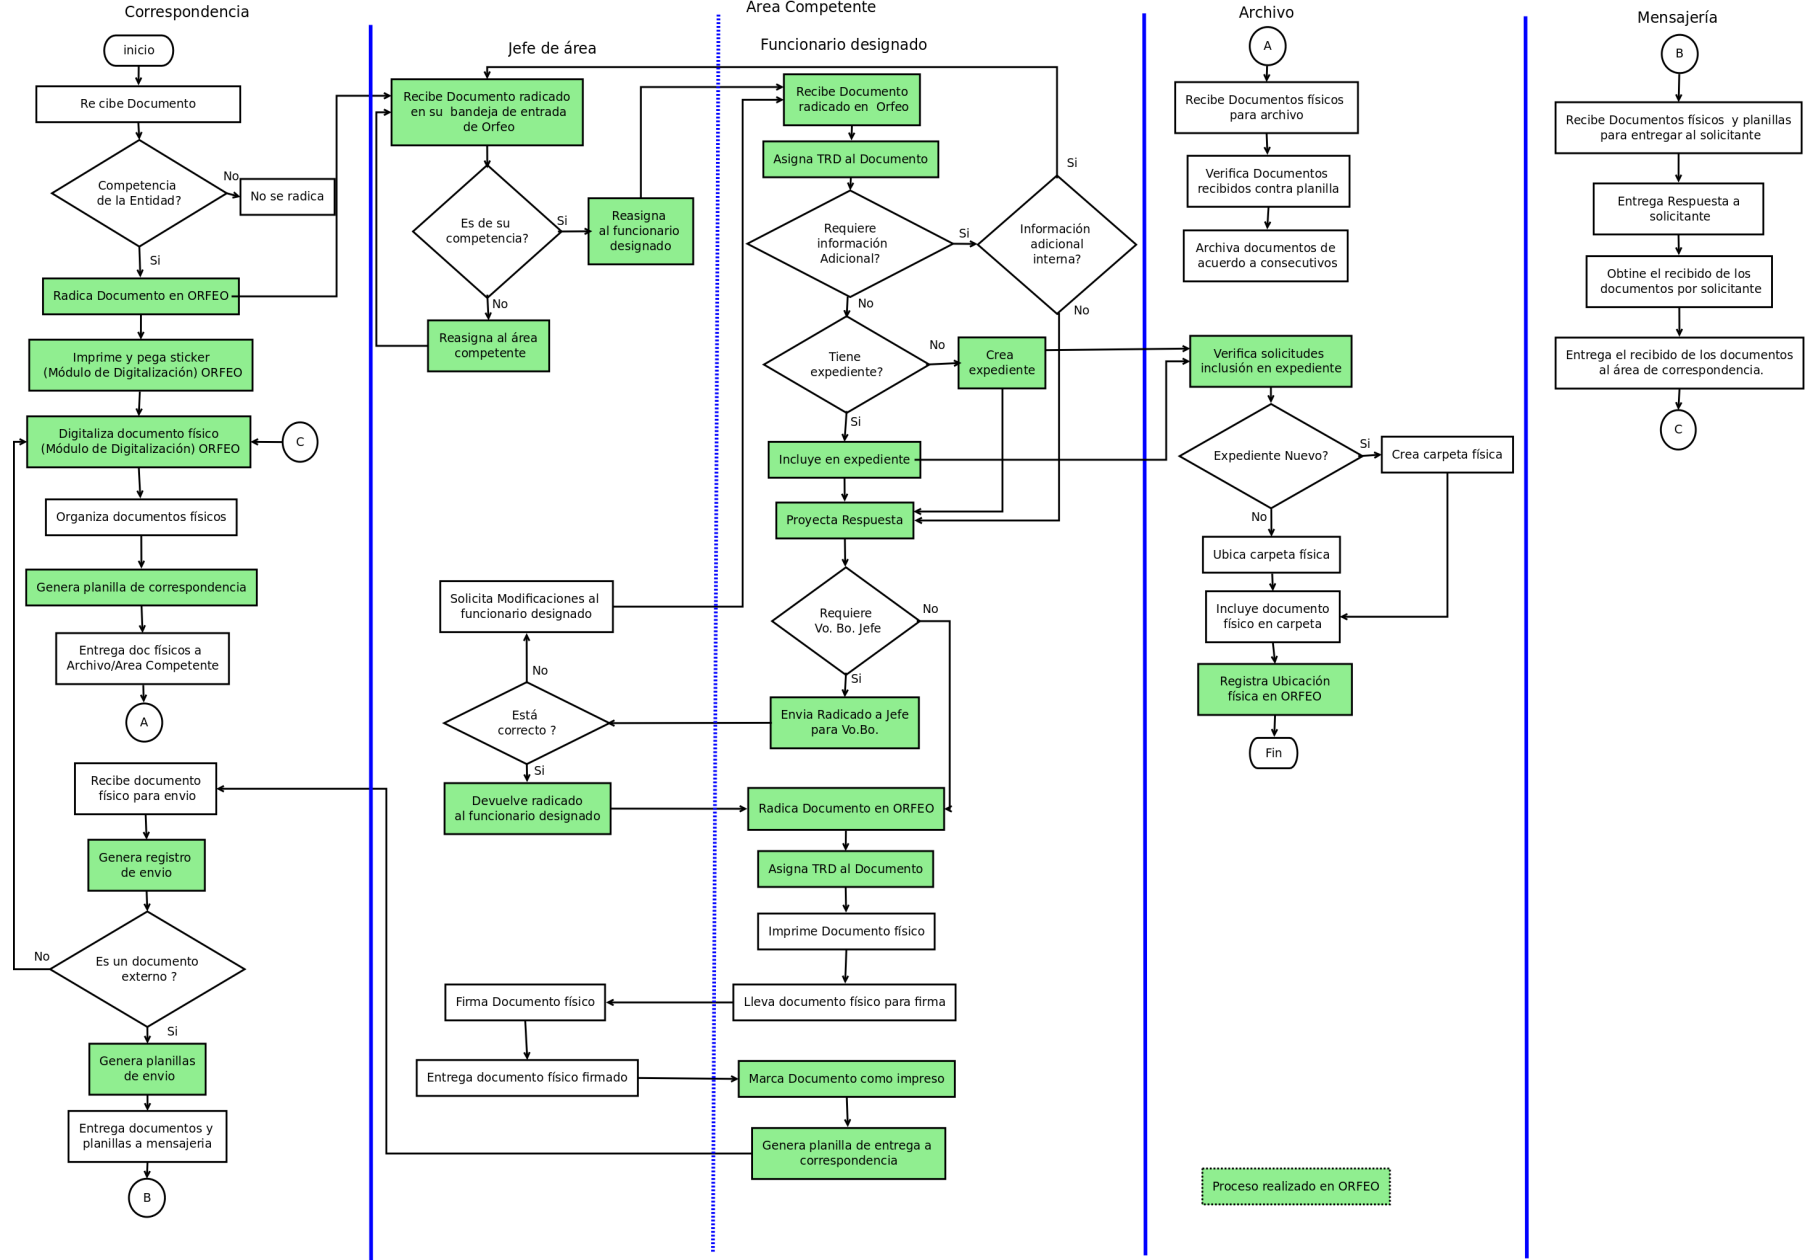 Correspondencia
inicio
Re cibe Documento
Competencia
de la Entidad?
No
No se radica
Si
Radica Documento en ORFEO
Imprime y pega sticker
(Módulo de Digitalización) ORFEO
Digitaliza documento físico
(Módulo de Digitalización) ORFEO
C
Organiza documentos físicos
Genera planilla de correspondencia
Entrega doc físicos a
Archivo/Area Competente
A
Recibe documento
físico para envio
Genera registro
de envio
Es un documento
externo ?
No
Si
Genera planillas
de envio
Entrega documentos y
planillas a mensajeria
B
Area Competente
Jefe de área
Recibe Documento radicado
en su bandeja de entrada
de Orfeo
Es de su
competencia?
Si
Reasigna
al funcionario
designado
No
Reasigna al área
competente
Solicita Modificaciones al
funcionario designado
No
Está
correcto ?
Si
Devuelve radicado
al funcionario designado
Firma Documento físico
Entrega documento físico firmado
Funcionario designado
Recibe Documento
radicado en Orfeo
Asigna TRD al Documento
Requiere
información
Adicional?
Si
Información
adicional
interna?
Si
No
No
Tiene
expediente?
No
Crea
expediente
Si
Incluye en expediente
Proyecta Respuesta
Requiere
Vo. Bo. Jefe
No
Si
Envia Radicado a Jefe
para Vo.Bo.
Radica Documento en ORFEO
Asigna TRD al Documento
Imprime Documento físico
Lleva documento físico para firma
Marca Documento como impreso
Genera planilla de entrega a
correspondencia
Archivo
A
Recibe Documentos físicos
para archivo
Verifica Documentos
recibidos contra planilla
Archiva documentos de
acuerdo a consecutivos
Verifica solicitudes
inclusión en expediente
Expediente Nuevo?
Si
Crea carpeta física
No
Ubica carpeta física
Incluye documento
físico en carpeta
Registra Ubicación
física en ORFEO
Fin
Proceso realizado en ORFEO
Mensajería
B
Recibe Documentos físicos y planillas
para entregar al solicitante
Entrega Respuesta a
solicitante
Obtine el recibido de los
documentos por solicitante
Entrega el recibido de los documentos
al área de correspondencia.
C